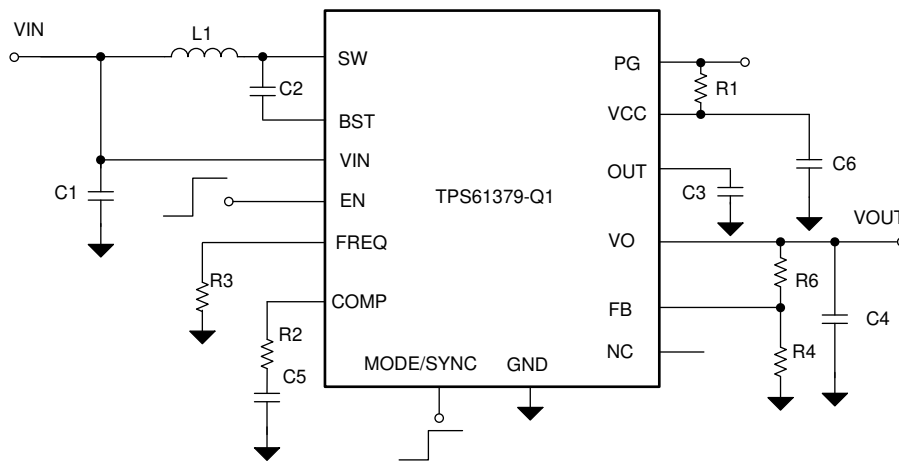 VIN
L1
SW
C2
BST
VIN
C1
EN
FREQ
R3
COMP
R2
C5
MODE/SYNC
GND
TPS61379-Q1
PG
R1
VCC
OUT
C3
C6
VOUT
VO
R6
FB
C4
R4
NC